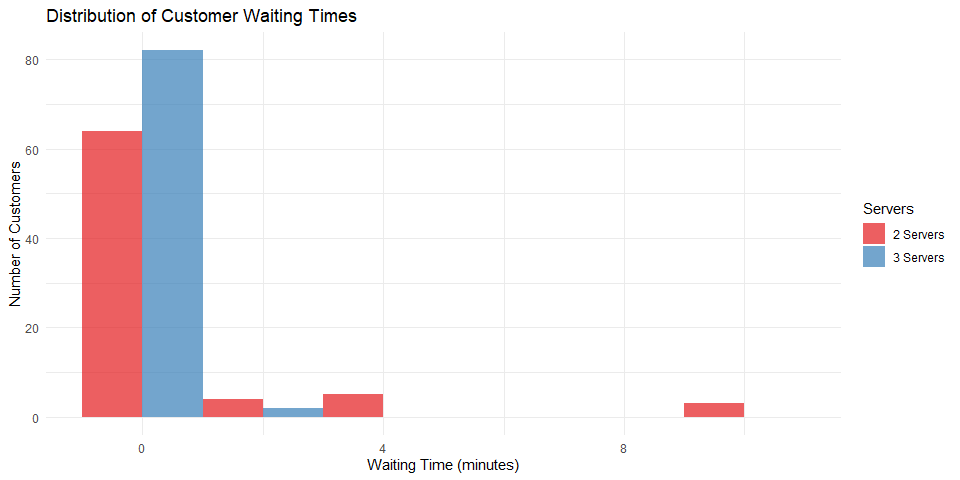 Distribution of Customer Waiting Times
Number of Customers
80
60
40
20
0
0
4
8
Waiting Time (minutes)
Servers
2 Servers
3 Servers